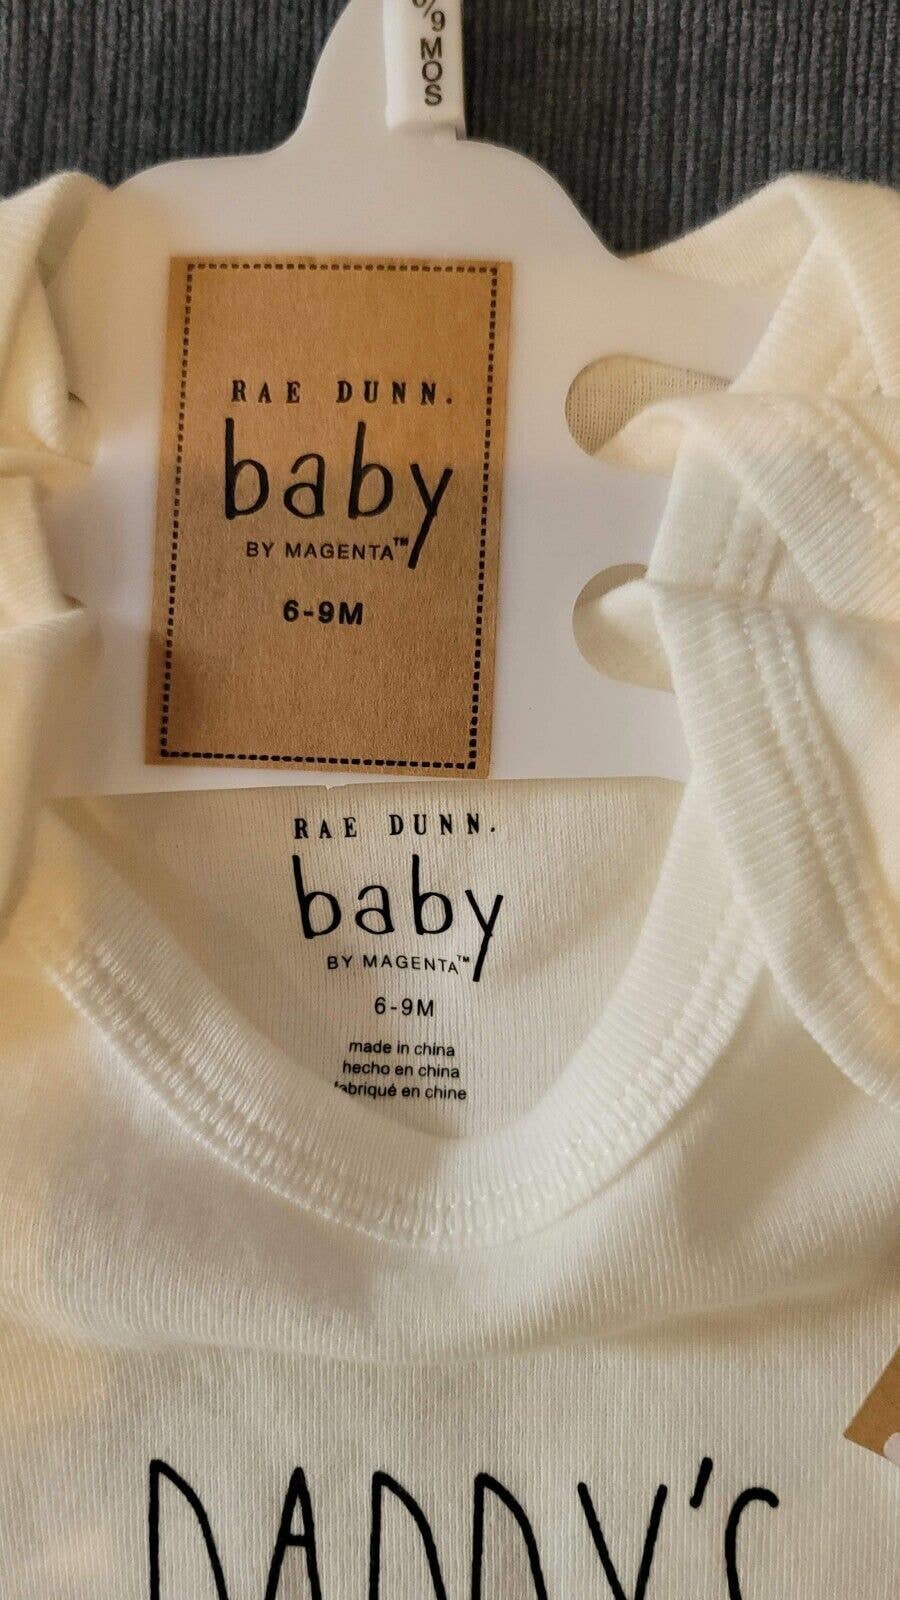 6/9 MOS
RAE DUNN.
baby
BY MAGENTA™
6-9M
RAE DUNN.
baby
BY MAGENTA™
6-9M
made in china
hecho en china
fabriqué en chine
DADDY'S